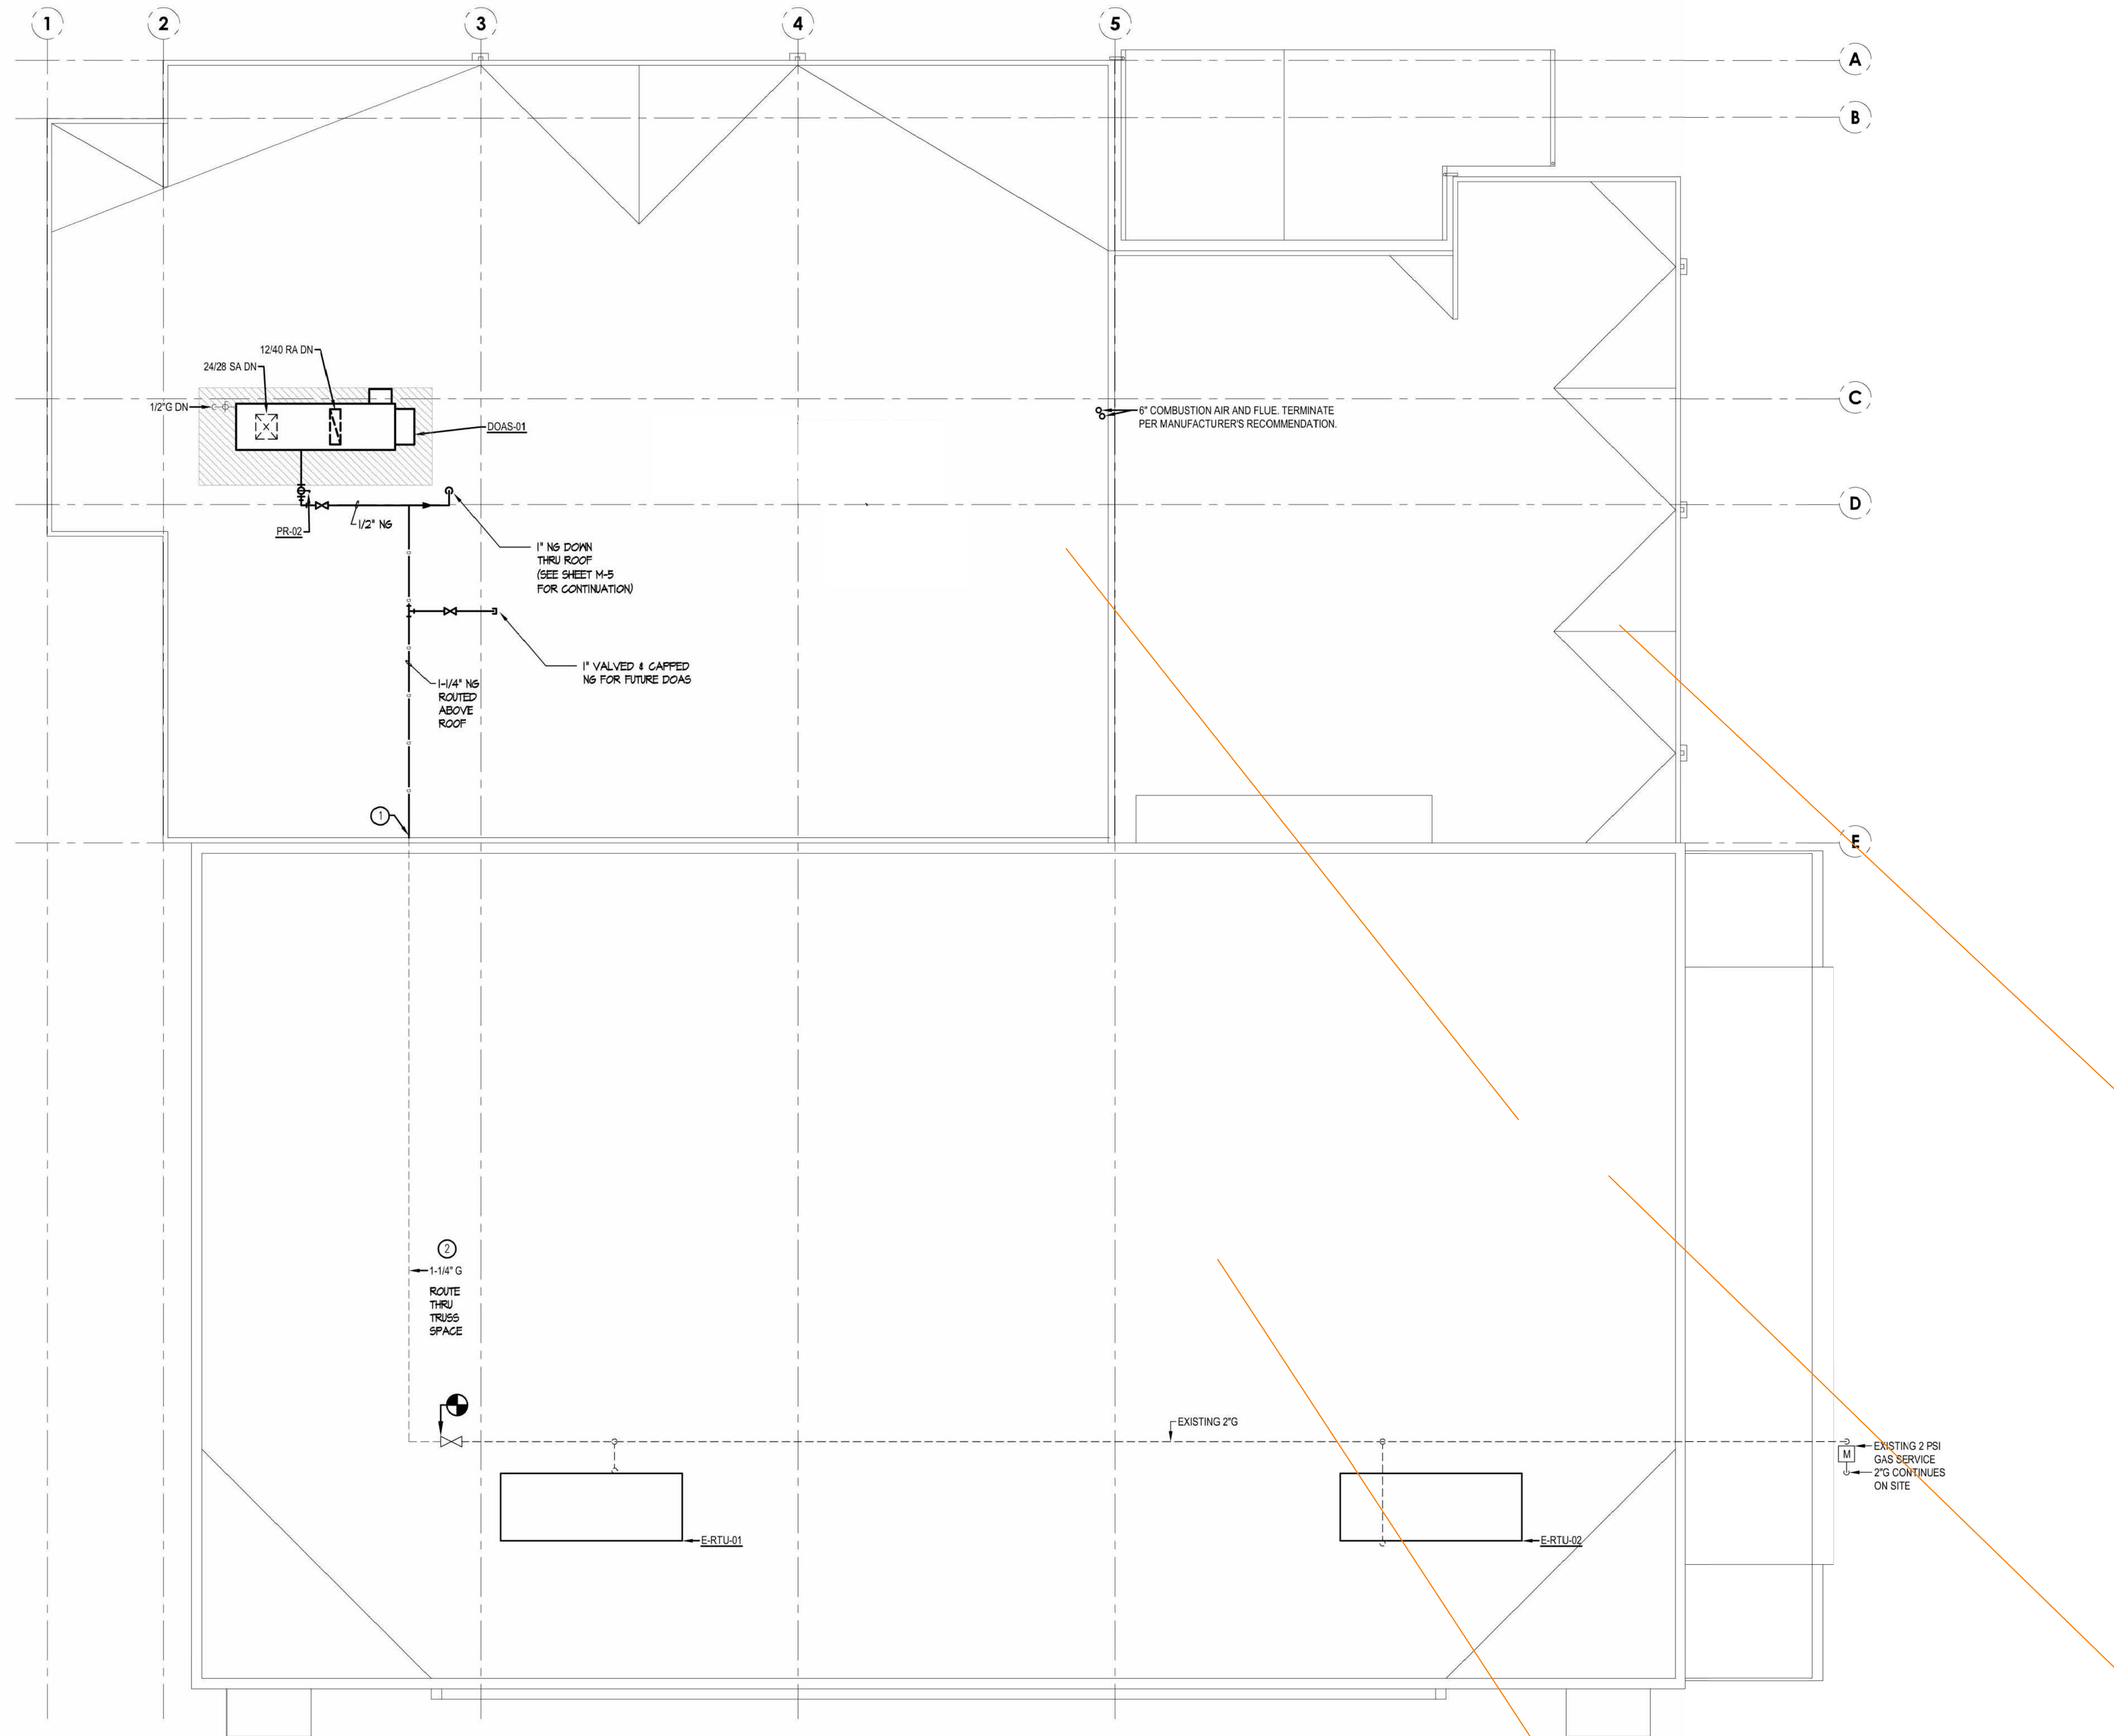 1
2
3
4
5
A
B
12/40 RA DN
24/28 SA DN
1/2"G DN
C
6" COMBUSTION AIR AND FLUE. TERMINATE
PER MANUFACTURER'S RECOMMENDATION.
DOAS-01
D
1/2" NG
PR-02
1" NG DOWN
THRU ROOF
(SEE SHEET M-5
FOR CONTINUATION)
1" VALVED & CAPPED
NG FOR FUTURE DOAS
1-1/4" NG
ROUTED
ABOVE
ROOF
1
E
2
1-1/4" G
ROUTE
THRU
TRUSS
SPACE
EXISTING 2"G
M
EXISTING 2 PSI
GAS SERVICE
2"G CONTINUES
ON SITE
E-RTU-01
E-RTU-02